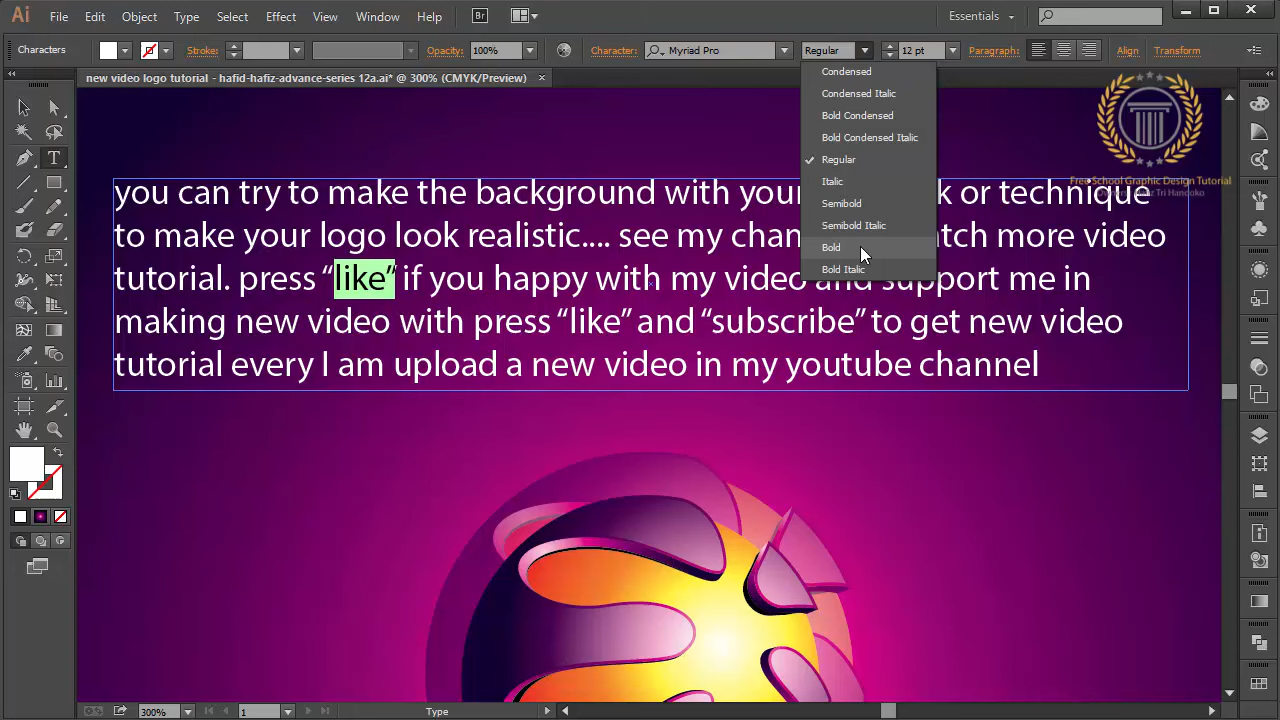 Ai File Edit Object Type Select Effect View Window Help Br Essentials
Characters Stroke: Opacity: 100% Character: Myriad Pro Regular 12 pt Paragraph: Align Transform
new video logo tutorial - hafid-hafiz-advance-series 12a.ai* @ 300% (CMYK/Preview)
Condensed
Condensed Italic
Bold Condensed
Bold Condensed Italic
Regular
Italic
Semibold
Semibold Italic
Bold
Bold Italic
Free School Graphic Design Tutorial
you can try to make the background with your or technique
to make your logo look realistic.... see my more video
tutorial. press “like” if you happy with my video and support me in
making new video with press “like” and “subscribe” to get new video
tutorial every I am upload a new video in my youtube channel
300% 1 Type